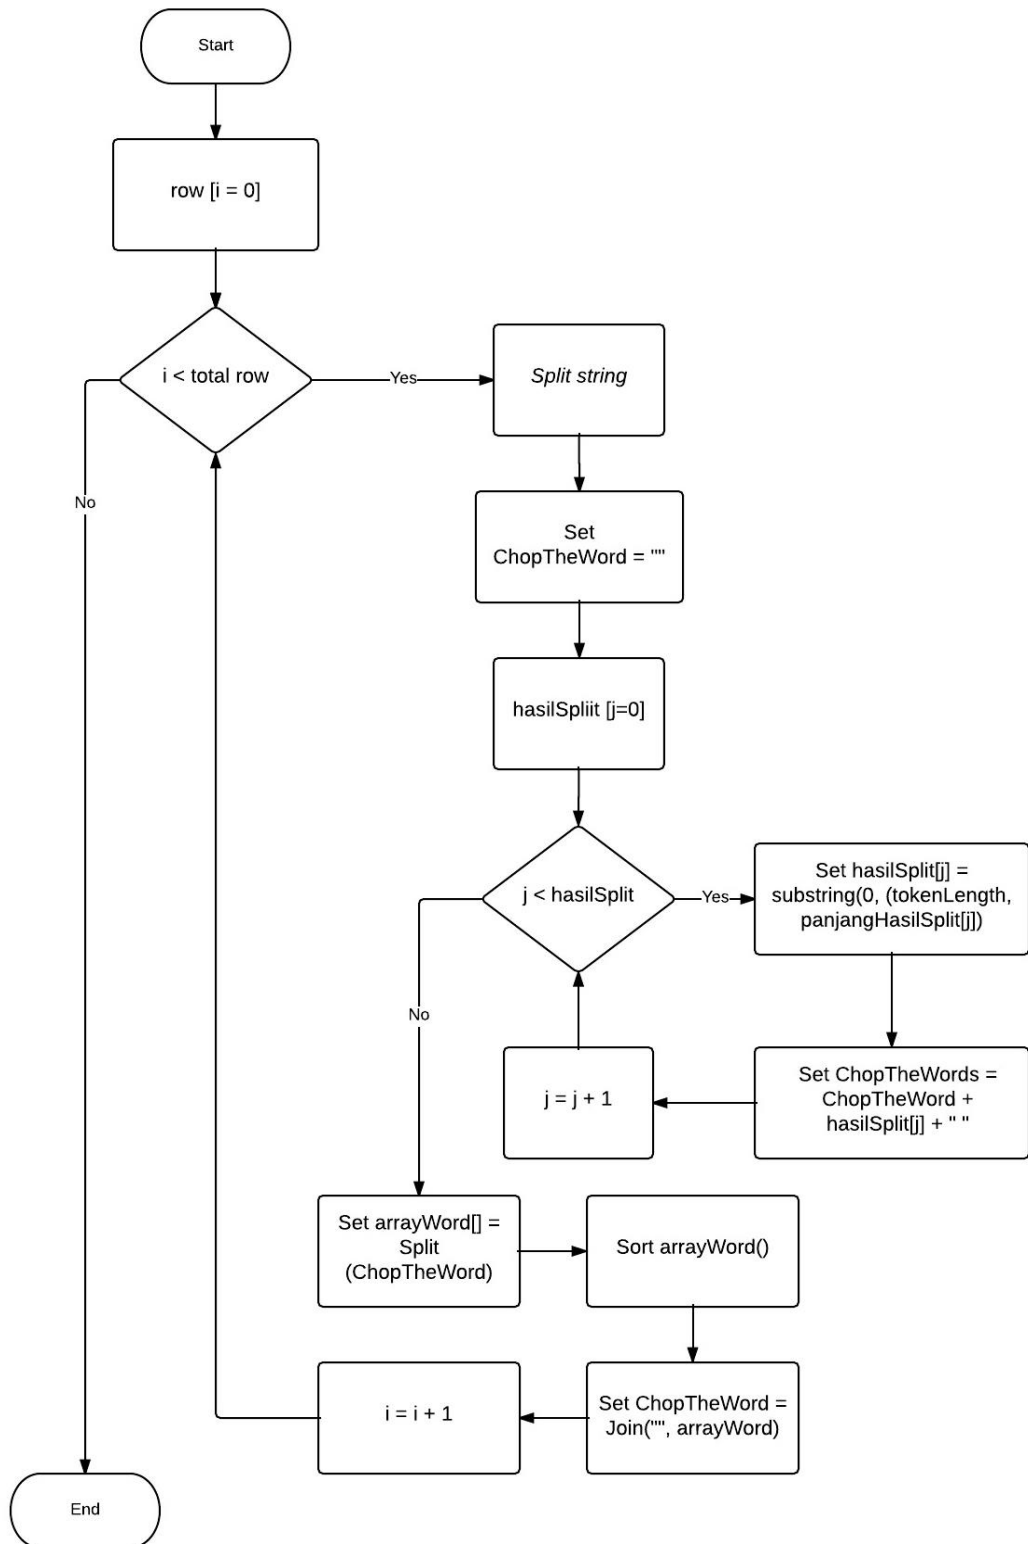 Start
row [i = 0]
i < total row
Yes
Split string
No
Set
ChopTheWord = ""
hasilSpliit [j=0]
j < hasilSplit
Yes
Set hasilSplit[j] =
substring(0, (tokenLength,
panjangHasilSplit[j])
No
j = j + 1
Set ChopTheWords =
ChopTheWord +
hasilSplit[j] + " "
Set arrayWord[] =
Split
(ChopTheWord)
Sort arrayWord()
i = i + 1
Set ChopTheWord =
Join("", arrayWord)
End